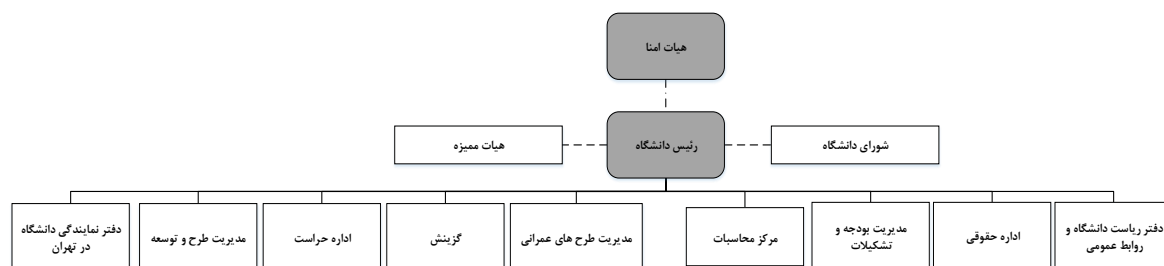 هیات امنا
رئیس دانشگاه
شورای دانشگاه
هیات ممیزه
دفتر ریاست دانشگاه و
روابط عمومی
اداره حقوقی
مدیریت بودجه و
تشکیلات
مرکز محاسبات
مدیریت طرح های عمرانی
گزینش
اداره حراست
مدیریت طرح و توسعه
دفتر نمایندگی دانشگاه
در تهران